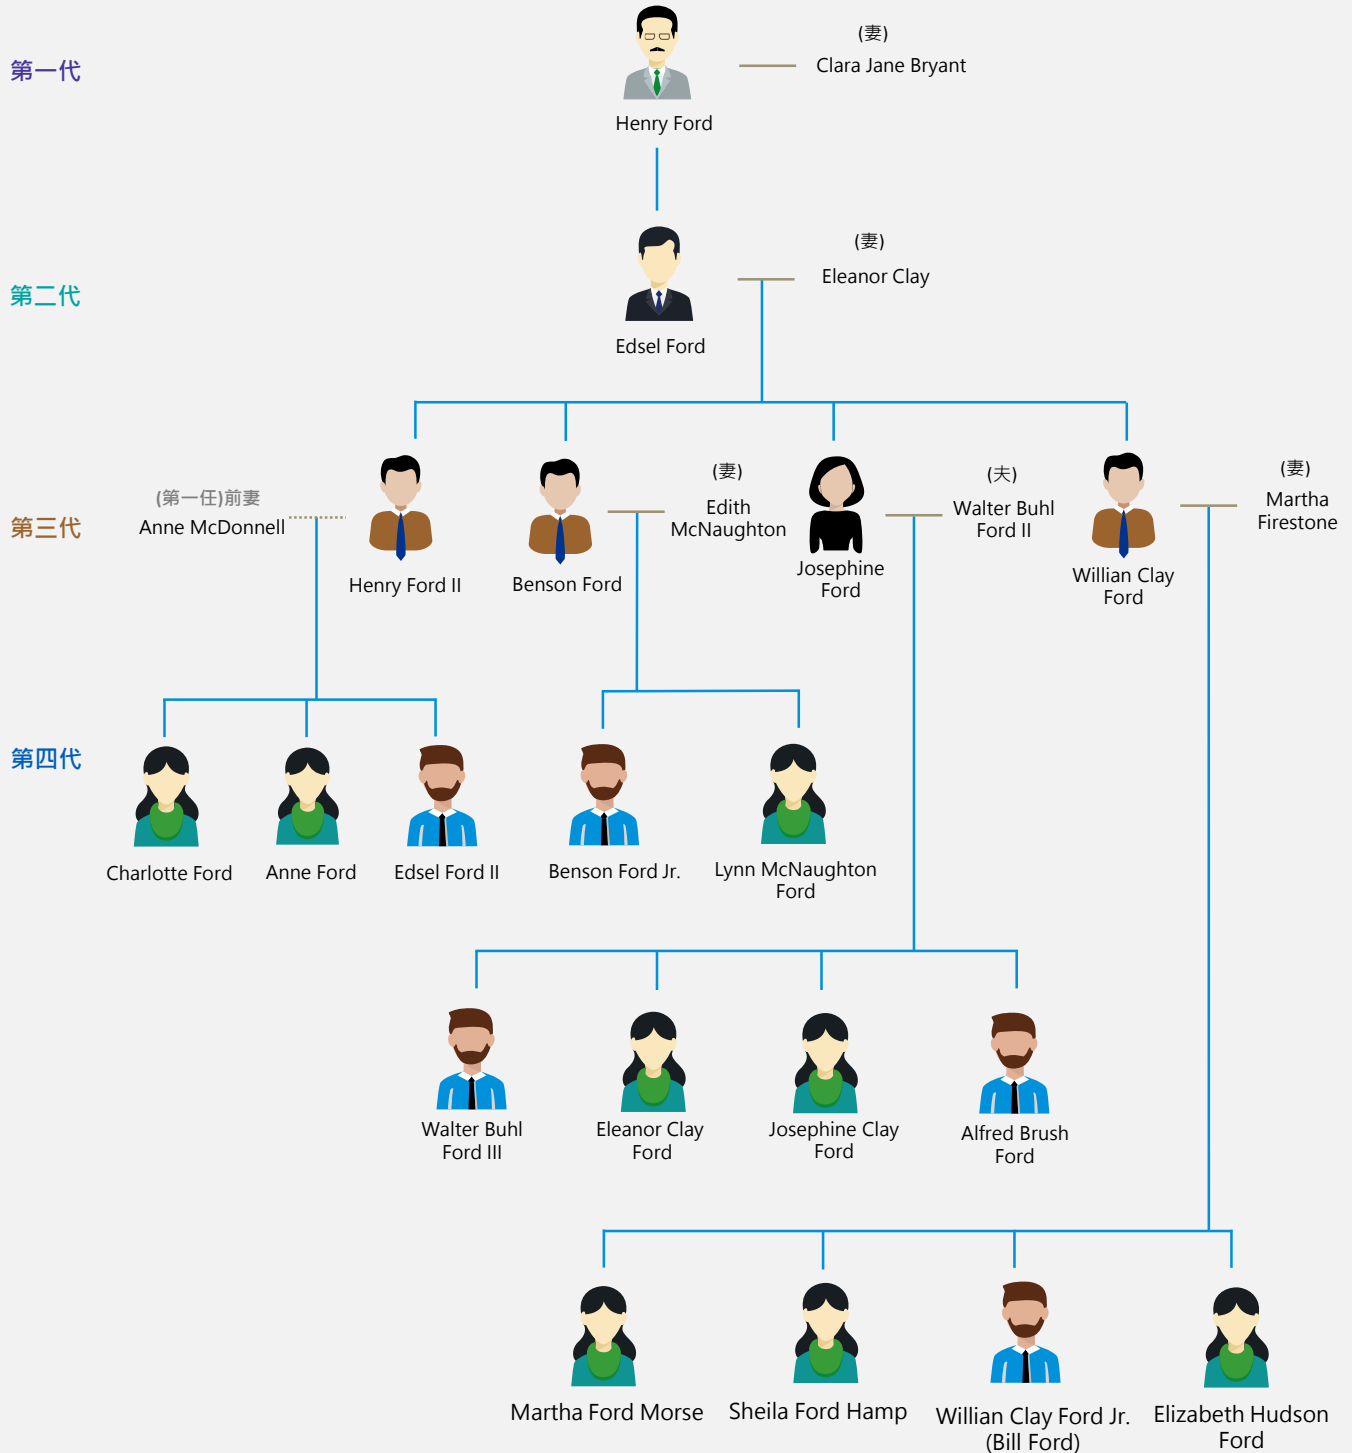 第一代
(妻)
Clara Jane Bryant
Henry Ford
第二代
(妻)
Eleanor Clay
Edsel Ford
第三代
(第一任)前妻
Anne McDonnell
Henry Ford II
Benson Ford
(妻)
Edith
McNaughton
Josephine
Ford
(夫)
Walter Buhl
Ford II
Willian Clay
Ford
(妻)
Martha
Firestone
第四代
Charlotte Ford
Anne Ford
Edsel Ford II
Benson Ford Jr.
Lynn McNaughton
Ford
Walter Buhl
Ford III
Eleanor Clay
Ford
Josephine Clay
Ford
Alfred Brush
Ford
Martha Ford Morse
Sheila Ford Hamp
Willian Clay Ford Jr.
(Bill Ford)
Elizabeth Hudson
Ford